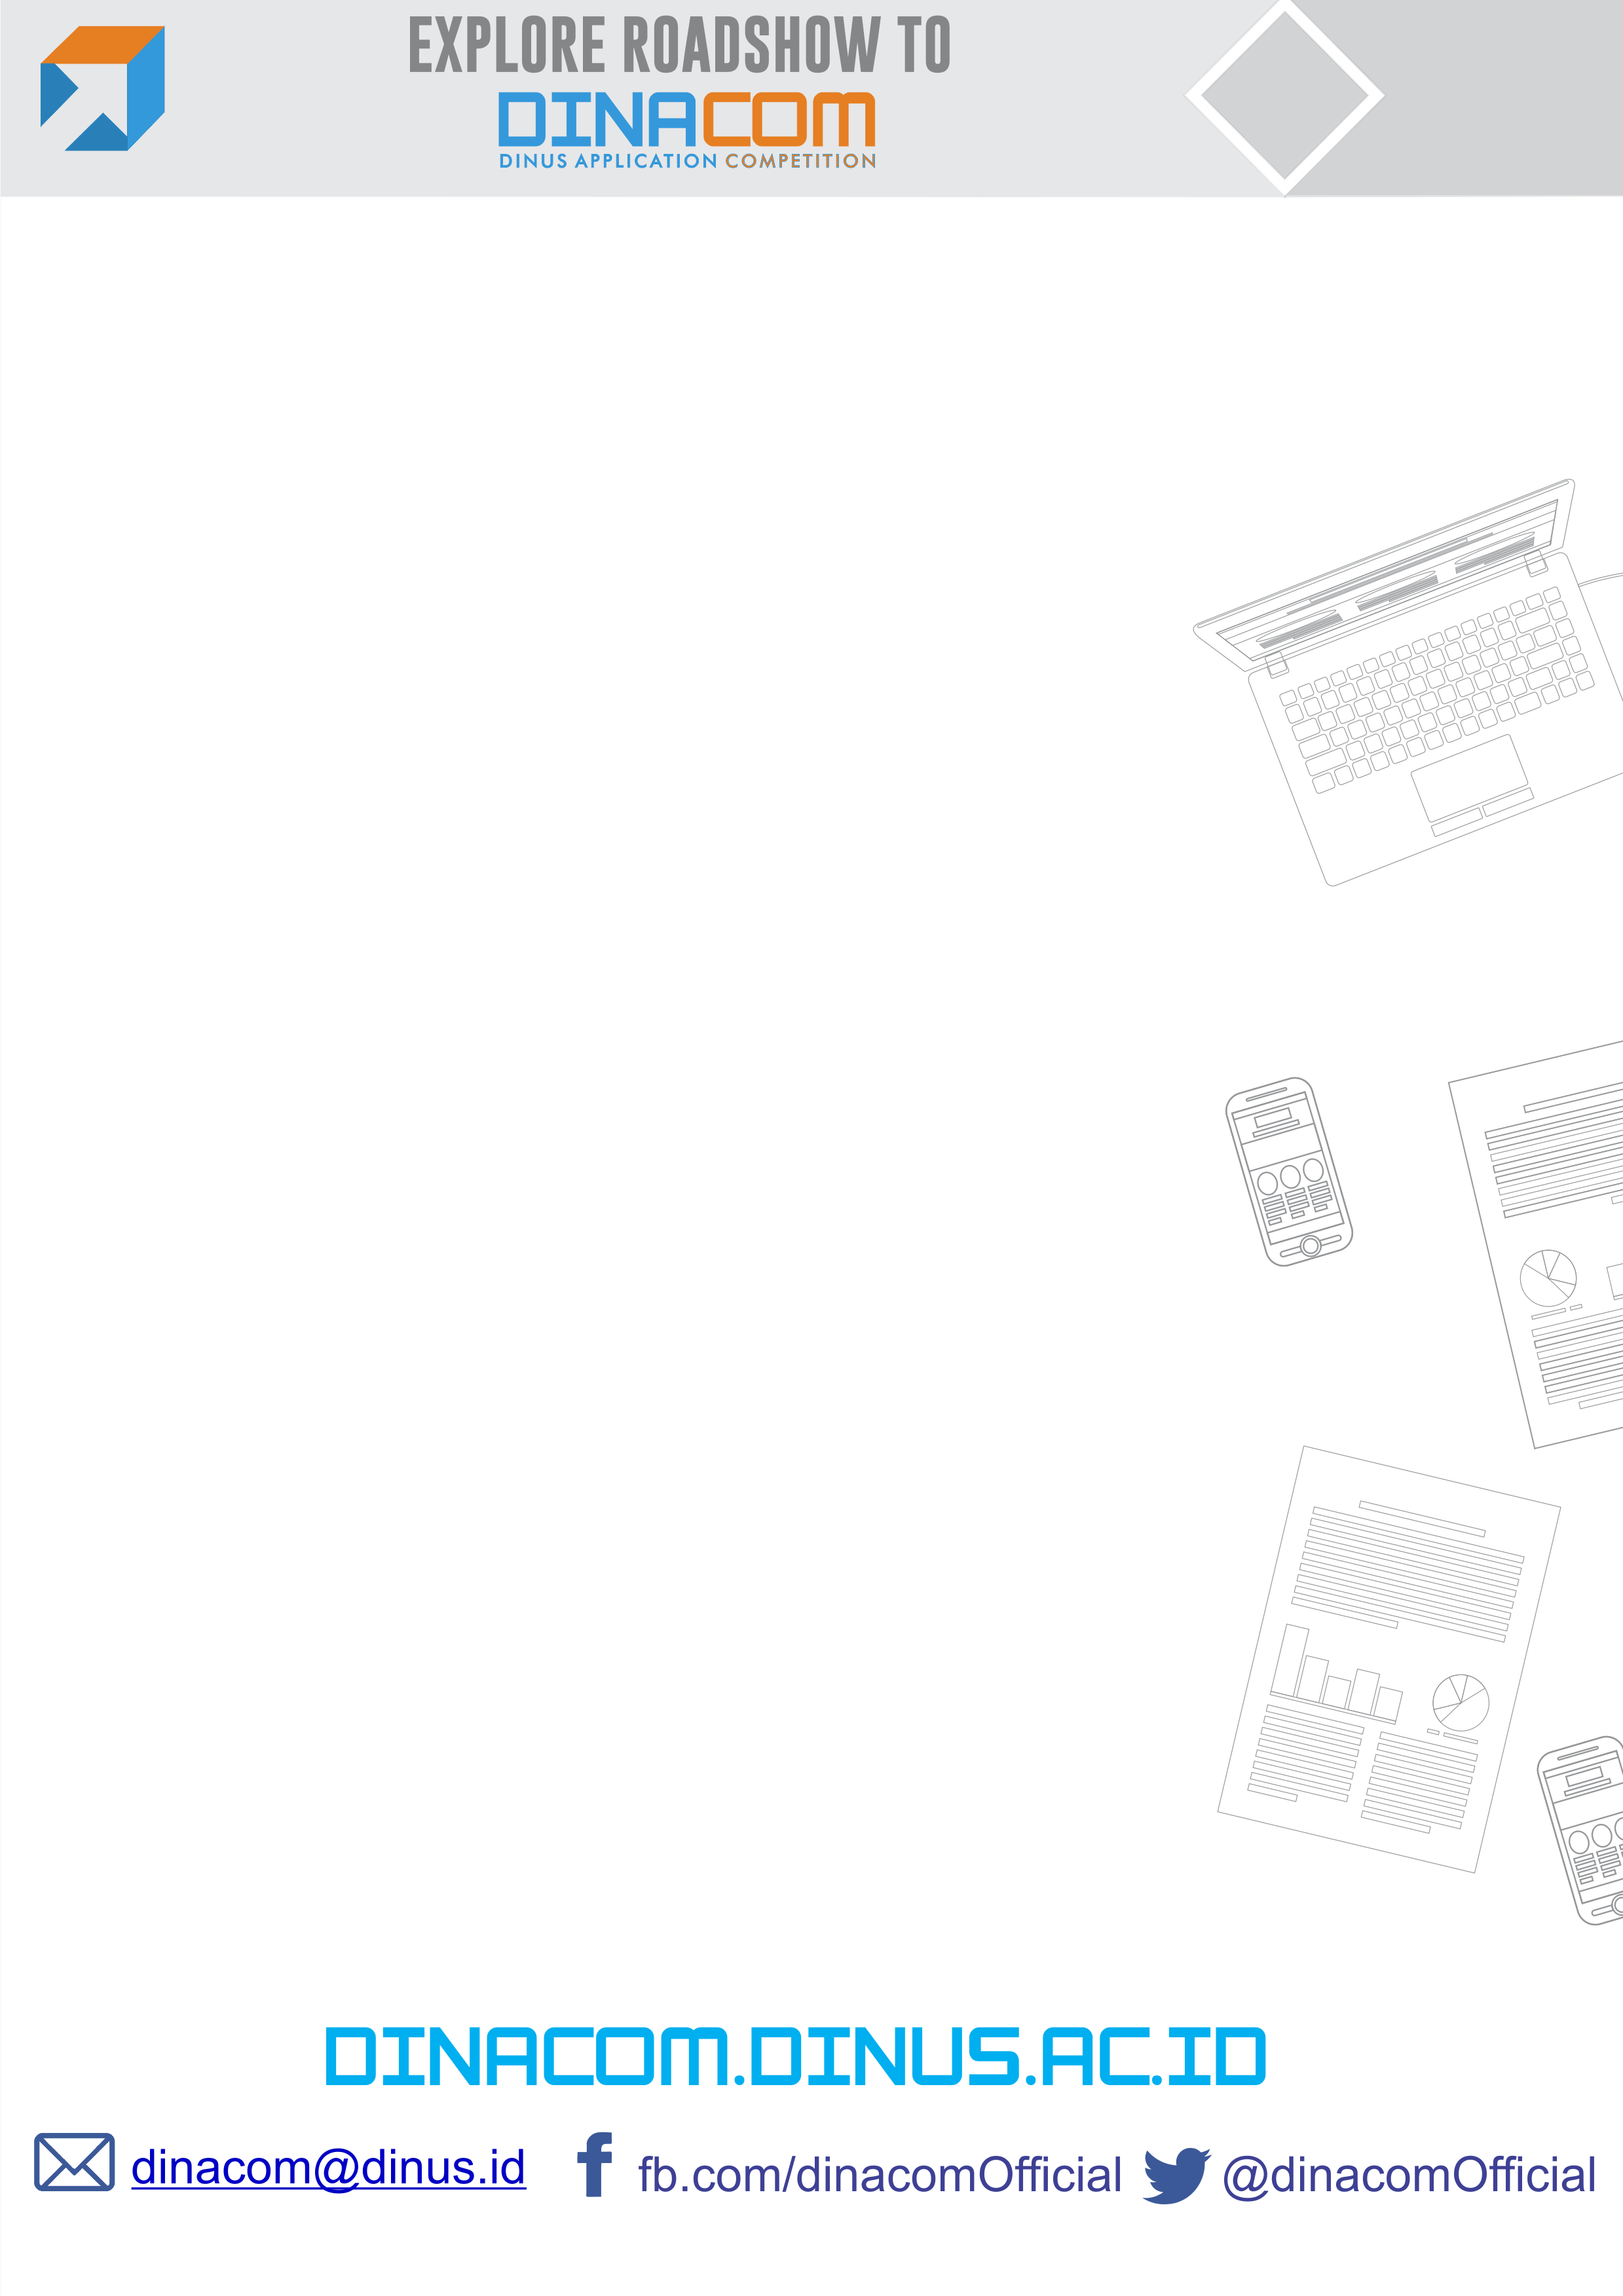 EXPLORE ROADSHOW TO
DINACOM
DINUS APPLICATION COMPETITION
DINACOM.DINUS.AC.ID
dinacom@dinus.id
fb.com/dinacomOfficial
@dinacomOfficial